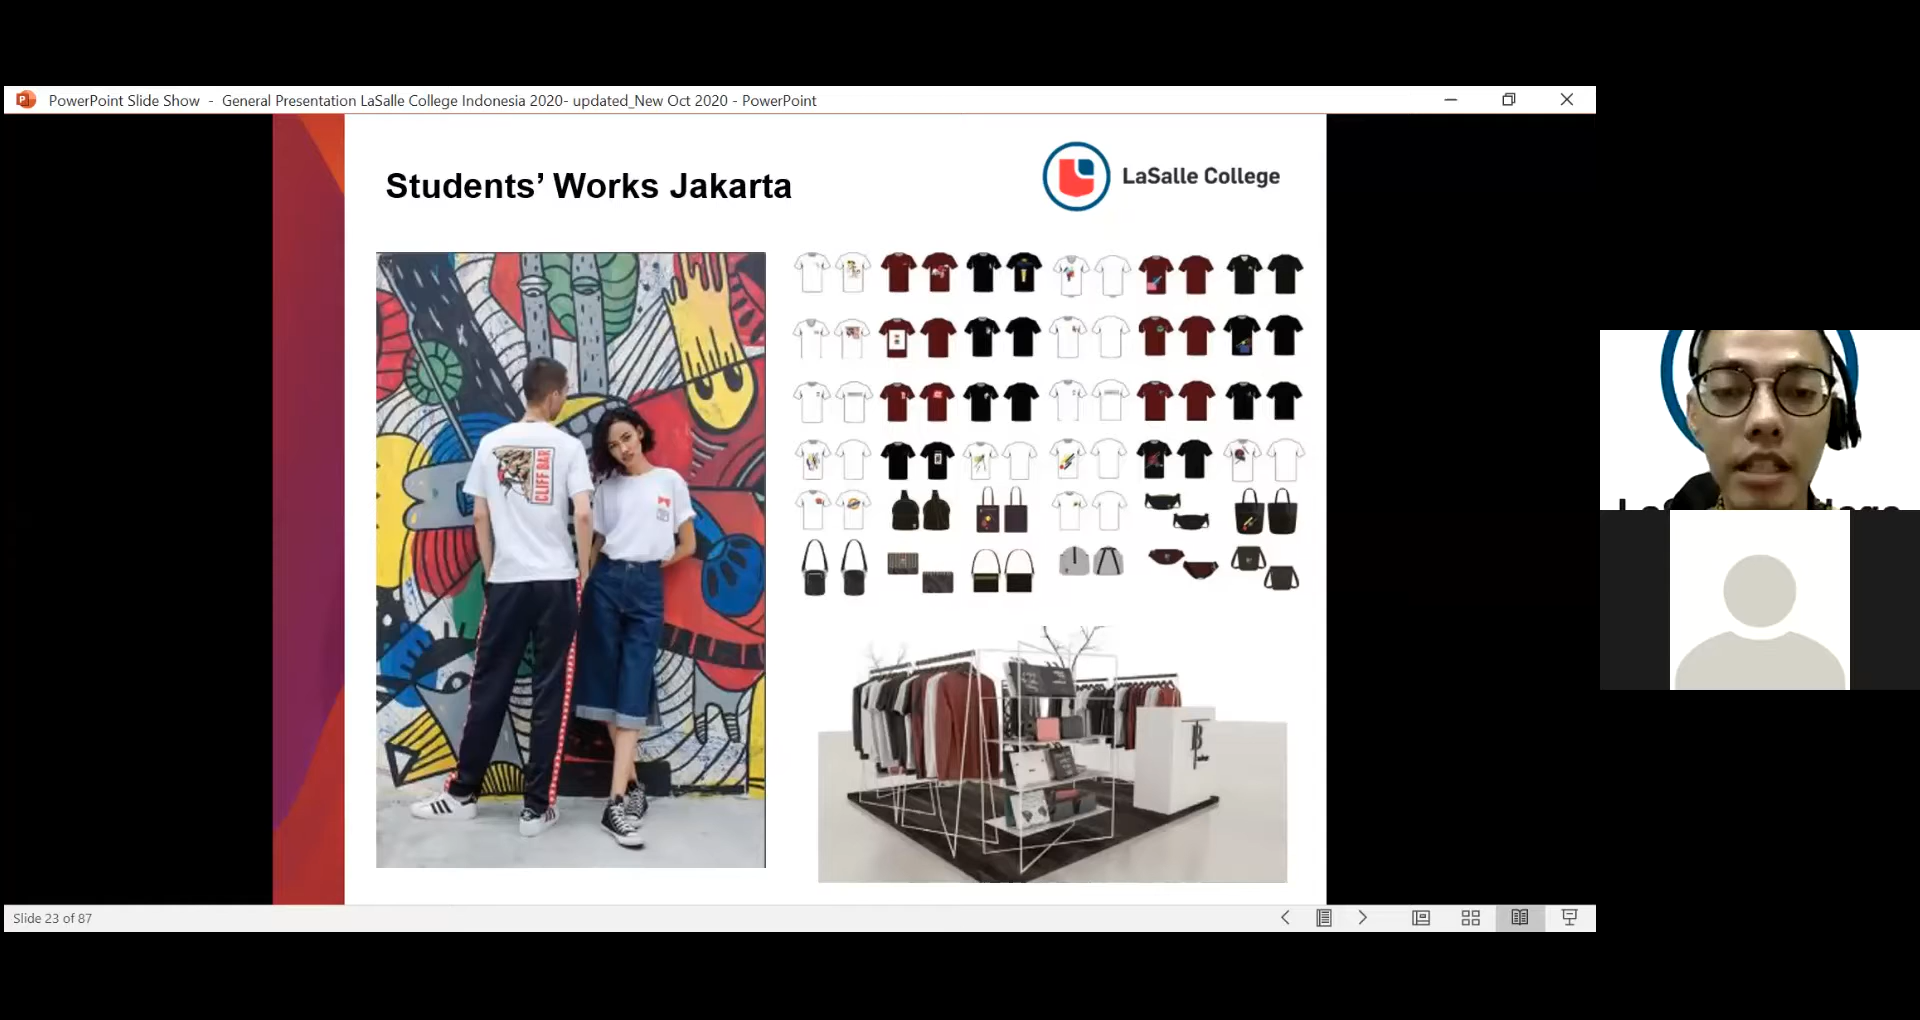 PowerPoint Slide Show - General Presentation LaSalle College Indonesia 2020- updated_New Oct 2020 - PowerPoint
Students’ Works Jakarta
LaSalle College
CLIFF BAR
Slide 23 of 87